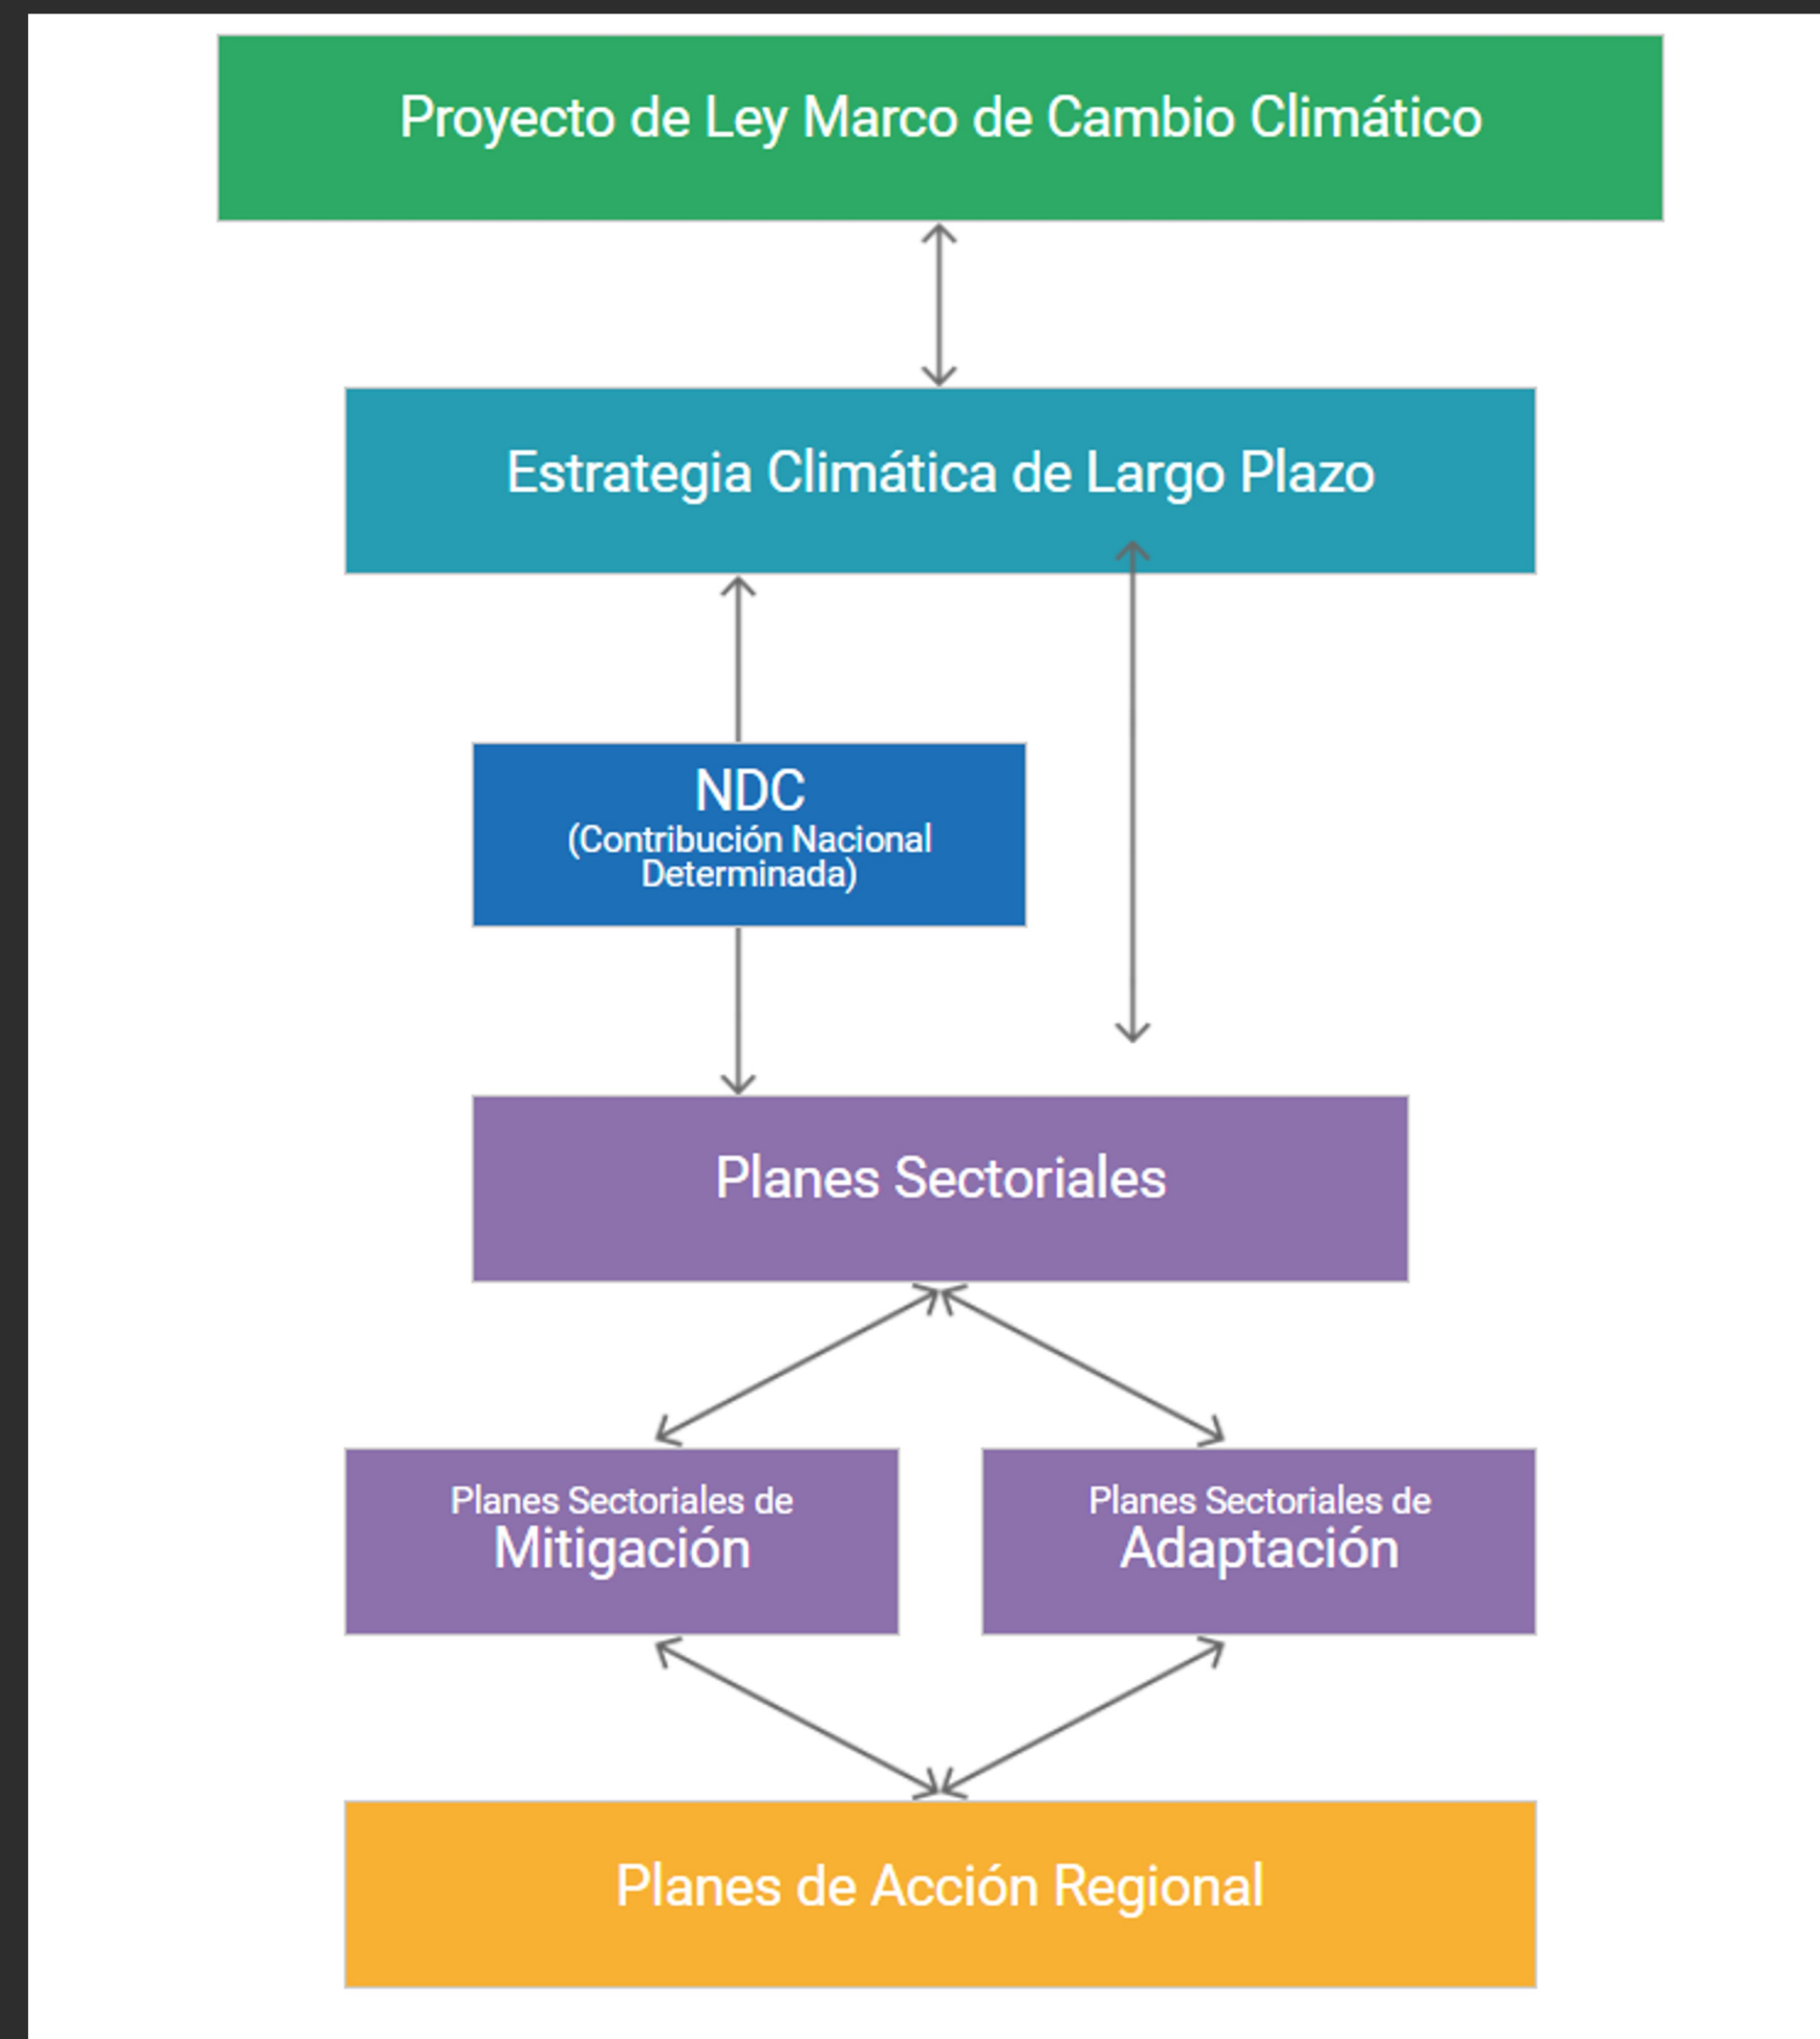 Proyecto de Ley Marco de Cambio Climático
Estrategia Climática de Largo Plazo
NDC
(Contribución Nacional
Determinada)
Planes Sectoriales
Planes Sectoriales de
Mitigación
Planes Sectoriales de
Adaptación
Planes de Acción Regional